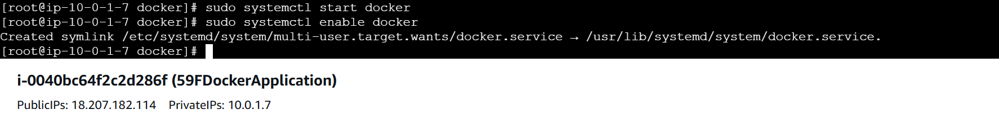 [root@ip-10-0-1-7 docker]# sudo systemctl start docker
[root@ip-10-0-1-7 docker]# sudo systemctl enable docker
Created symlink /etc/systemd/system/multi-user.target.wants/docker.service → /usr/lib/systemd/system/docker.service.
[root@ip-10-0-1-7 docker]#
i-0040bc64f2c2d286f (59FDockerApplication)
PublicIPs: 18.207.182.114 PrivateIPs: 10.0.1.7